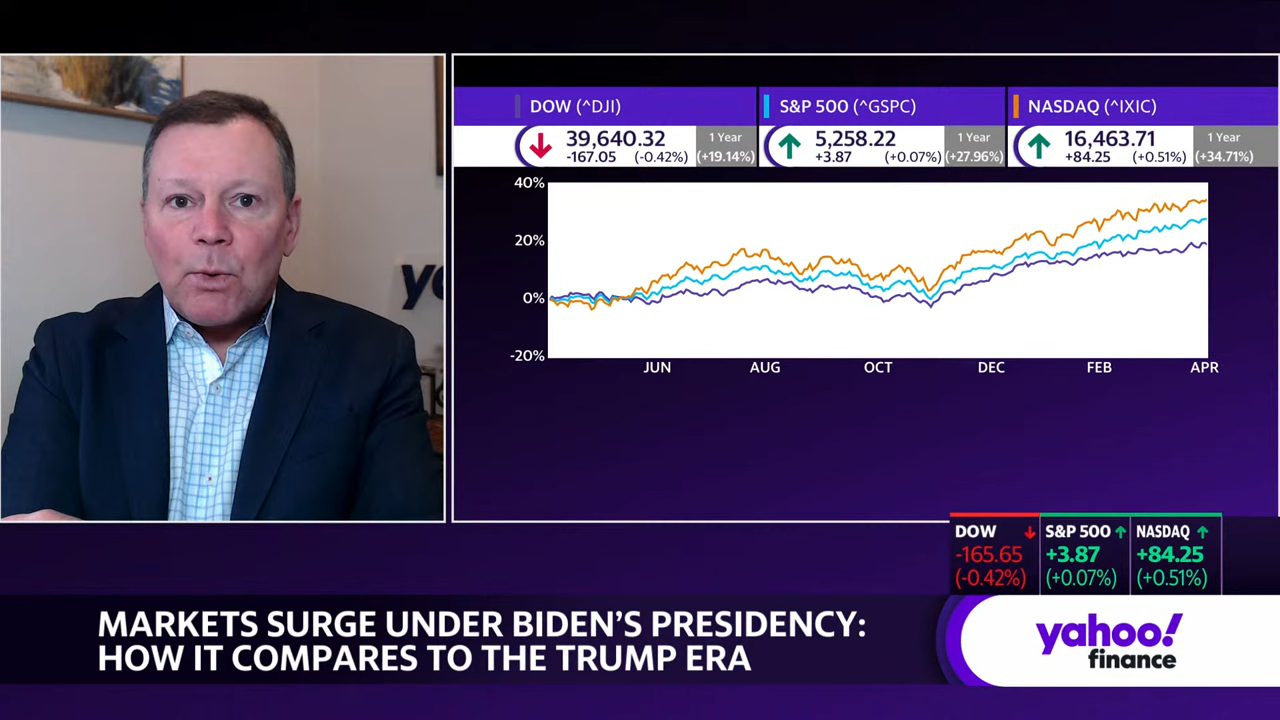 DOW (^DJI)
39,640.32
-167.05 (-0.42%)
1 Year
(+19.14%)
S&P 500 (^GSPC)
5,258.22
+3.87 (+0.07%)
1 Year
(+27.96%)
NASDAQ (^IXIC)
16,463.71
+84.25 (+0.51%)
1 Year
(+34.71%)
40%
20%
0%
-20%
JUN AUG OCT DEC FEB APR
DOW
-165.65
(-0.42%)
S&P 500
+3.87
(+0.07%)
NASDAQ
+84.25
(+0.51%)
MARKETS SURGE UNDER BIDEN'S PRESIDENCY:
HOW IT COMPARES TO THE TRUMP ERA
yahoo!
finance